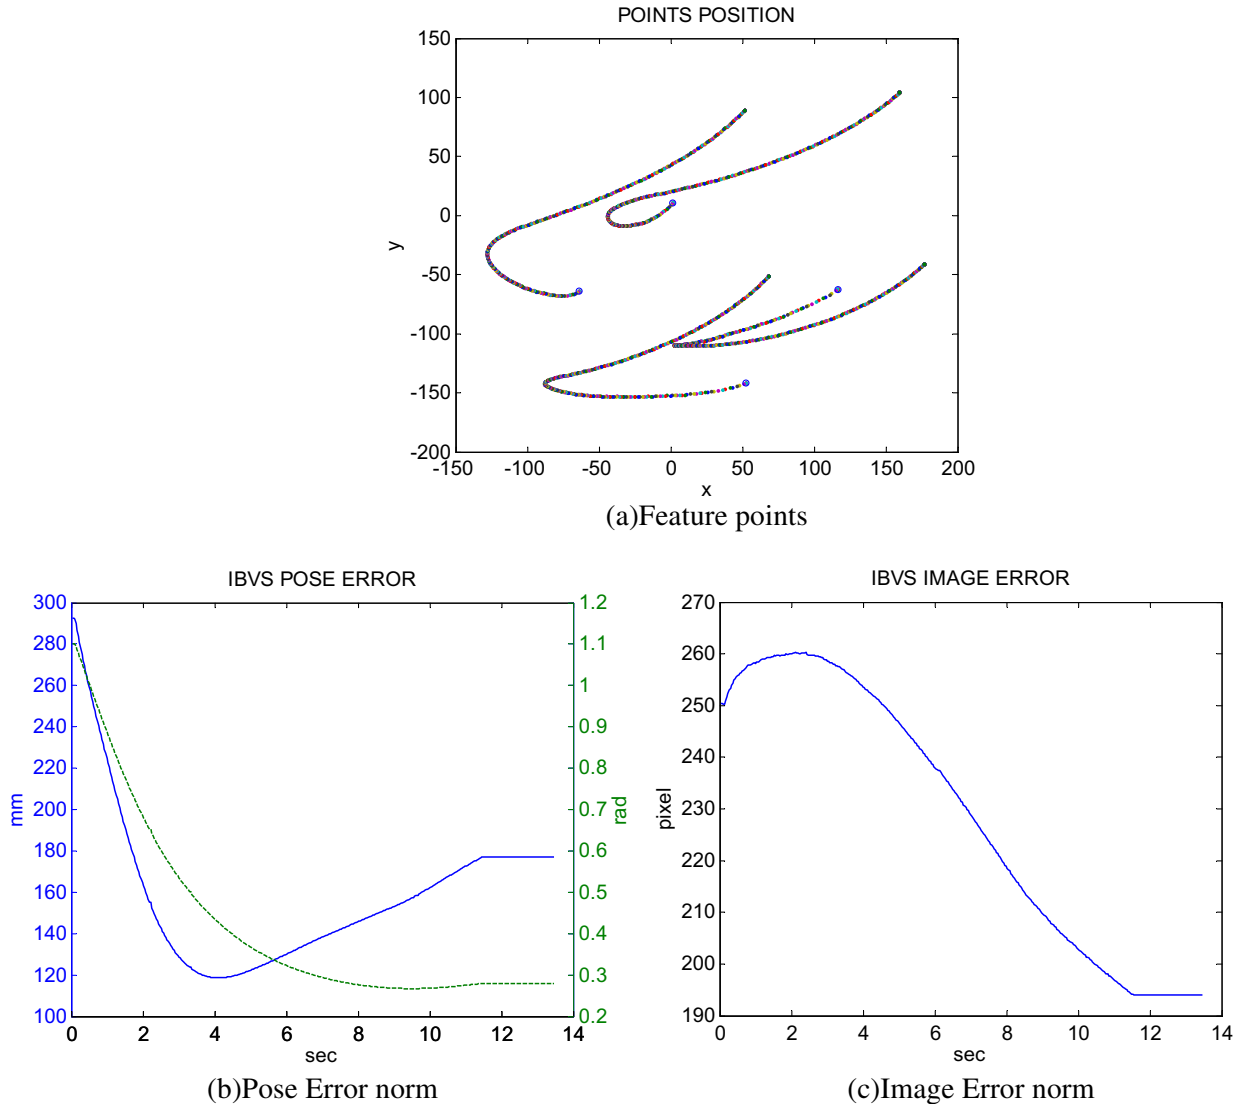 POINTS POSITION
150
100
50
0
-50
-100
-150
-200
y
-150 -100 -50 0 50 100 150 200
x
(a)Feature points
IBVS POSE ERROR
300
280
260
240
220
200
180
160
140
120
100
mm
1.2
1.1
1
0.9
0.8
0.7
0.6
0.5
0.4
0.3
0.2
rad
0 2 4 6 8 10 12 14
sec
(b)Pose Error norm
IBVS IMAGE ERROR
270
260
250
240
230
220
210
200
190
pixel
0 2 4 6 8 10 12 14
sec
(c)Image Error norm